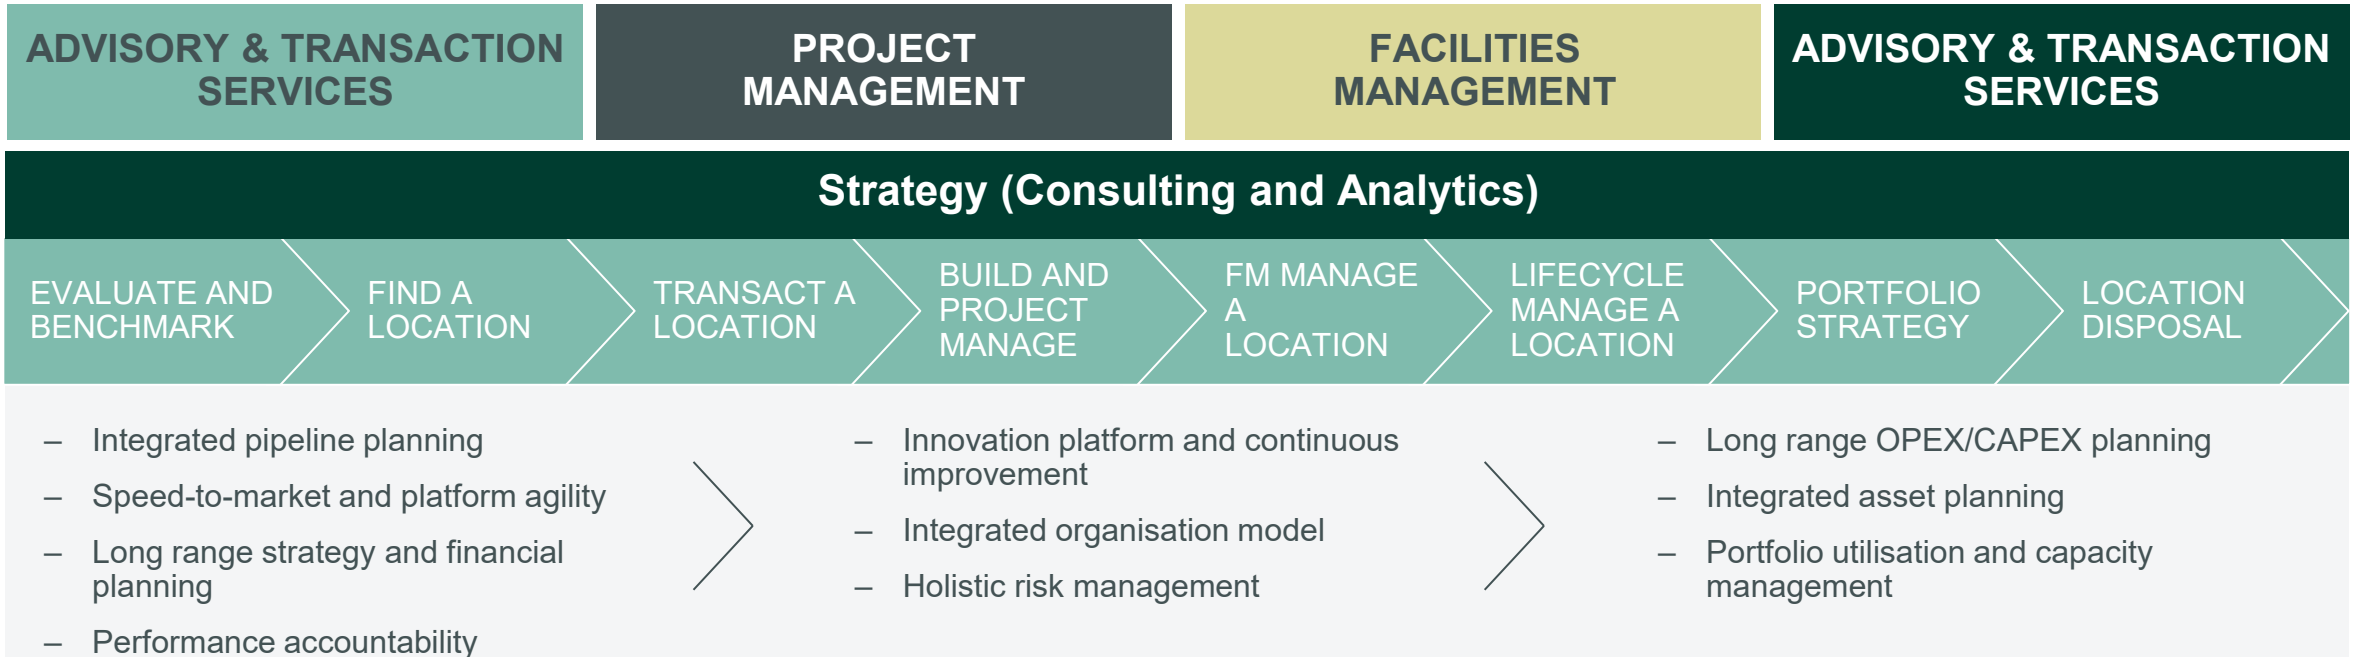 ADVISORY & TRANSACTION
SERVICES
PROJECT
MANAGEMENT
FACILITIES
MANAGEMENT
ADVISORY & TRANSACTION
SERVICES
Strategy (Consulting and Analytics)
EVALUATE AND
BENCHMARK
FIND A
LOCATION
TRANSACT A
LOCATION
BUILD AND
PROJECT
MANAGE
FM MANAGE
A
LOCATION
LIFECYCLE
MANAGE A
LOCATION
PORTFOLIO
STRATEGY
LOCATION
DISPOSAL
– Integrated pipeline planning
– Speed-to-market and platform agility
– Long range strategy and financial
planning
– Performance accountability
– Innovation platform and continuous
improvement
– Integrated organisation model
– Holistic risk management
– Long range OPEX/CAPEX planning
– Integrated asset planning
– Portfolio utilisation and capacity
management